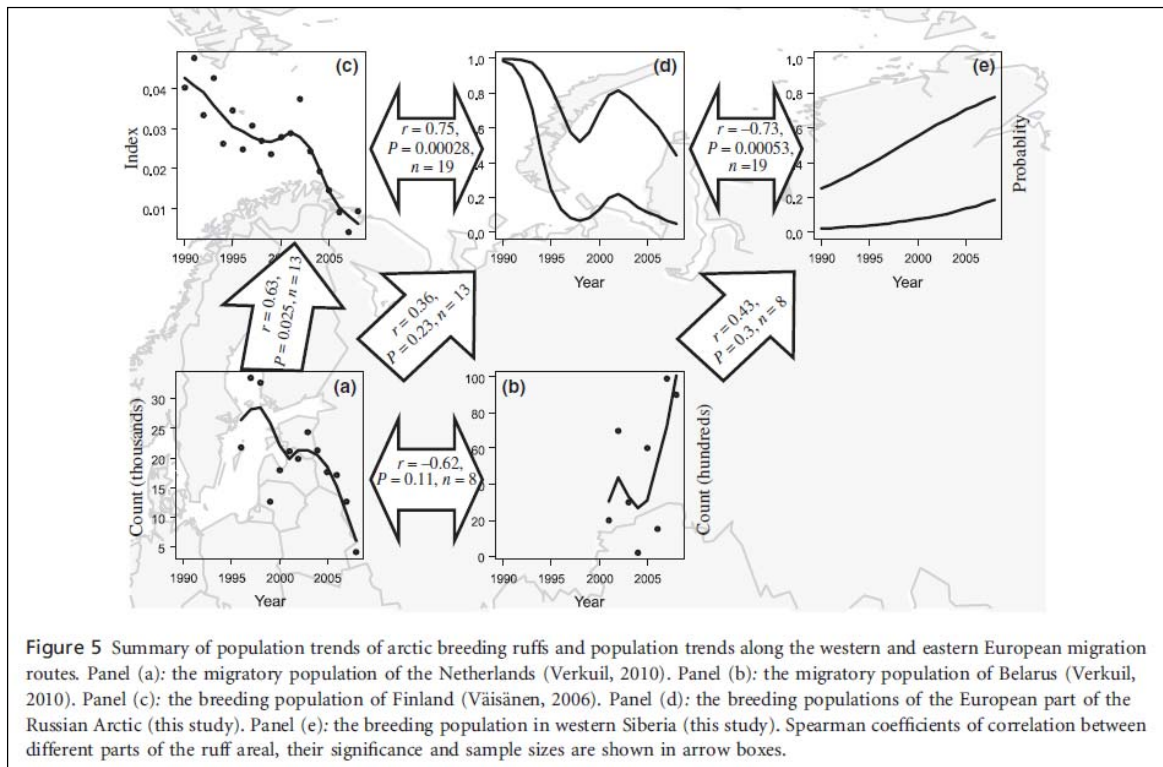 (c)
(d)
(e)
Index
0.04
0.03
0.02
0.01
1990
1995
2000
2005
r = 0.75,
P = 0.00028,
n = 19
1.0
0.8
0.2
0.0
1990
1995
2000
2005
Year
r = –0.73,
P = 0.00053,
n =19
1.0
0.8
0.2
0.0
1990
1995
2000
2005
Year
Probablity
r = 0.63,
P = 0.025, n = 13
r = 0.36,
P = 0.23, n = 13
r = 0.43,
P = 0.3, n = 8
(a)
(b)
Count (thousands)
30
25
20
15
10
5
1990
1995
2000
2005
Year
r = –0.62,
P = 0.11, n = 8
100
80
60
40
20
0
1990
1995
2000
2005
Year
Count (hundreds)
Figure 5 Summary of population trends of arctic breeding ruffs and population trends along the western and eastern European migration
routes. Panel (a): the migratory population of the Netherlands (Verkuil, 2010). Panel (b): the migratory population of Belarus (Verkuil,
2010). Panel (c): the breeding population of Finland (Väisänen, 2006). Panel (d): the breeding populations of the European part of the
Russian Arctic (this study). Panel (e): the breeding population in western Siberia (this study). Spearman coefficients of correlation between
different parts of the ruff areal, their significance and sample sizes are shown in arrow boxes.